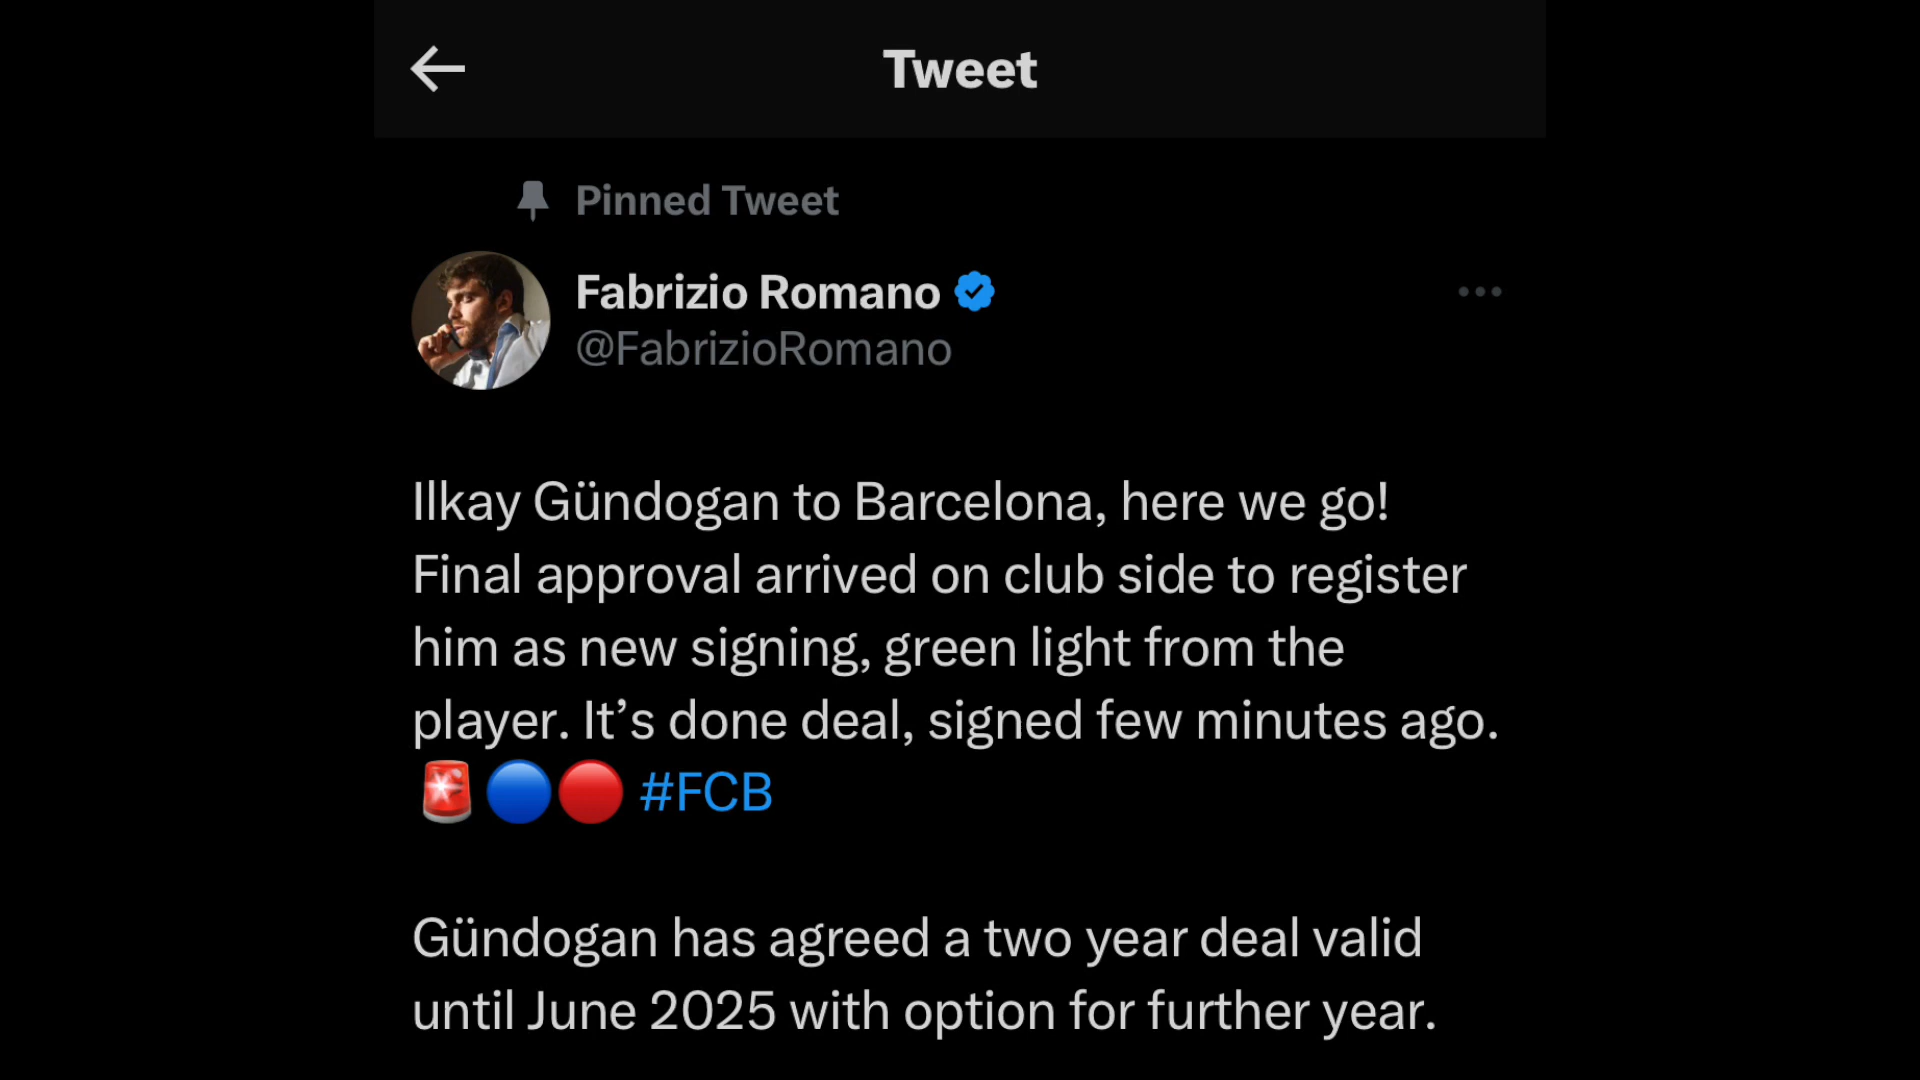 Tweet
Pinned Tweet
Fabrizio Romano
@FabrizioRomano
Ilkay Gündogan to Barcelona, here we go!
Final approval arrived on club side to register
him as new signing, green light from the
player. It’s done deal, signed few minutes ago.
🚨🔵🔴 #FCB
Gündogan has agreed a two year deal valid
until June 2025 with option for further year.